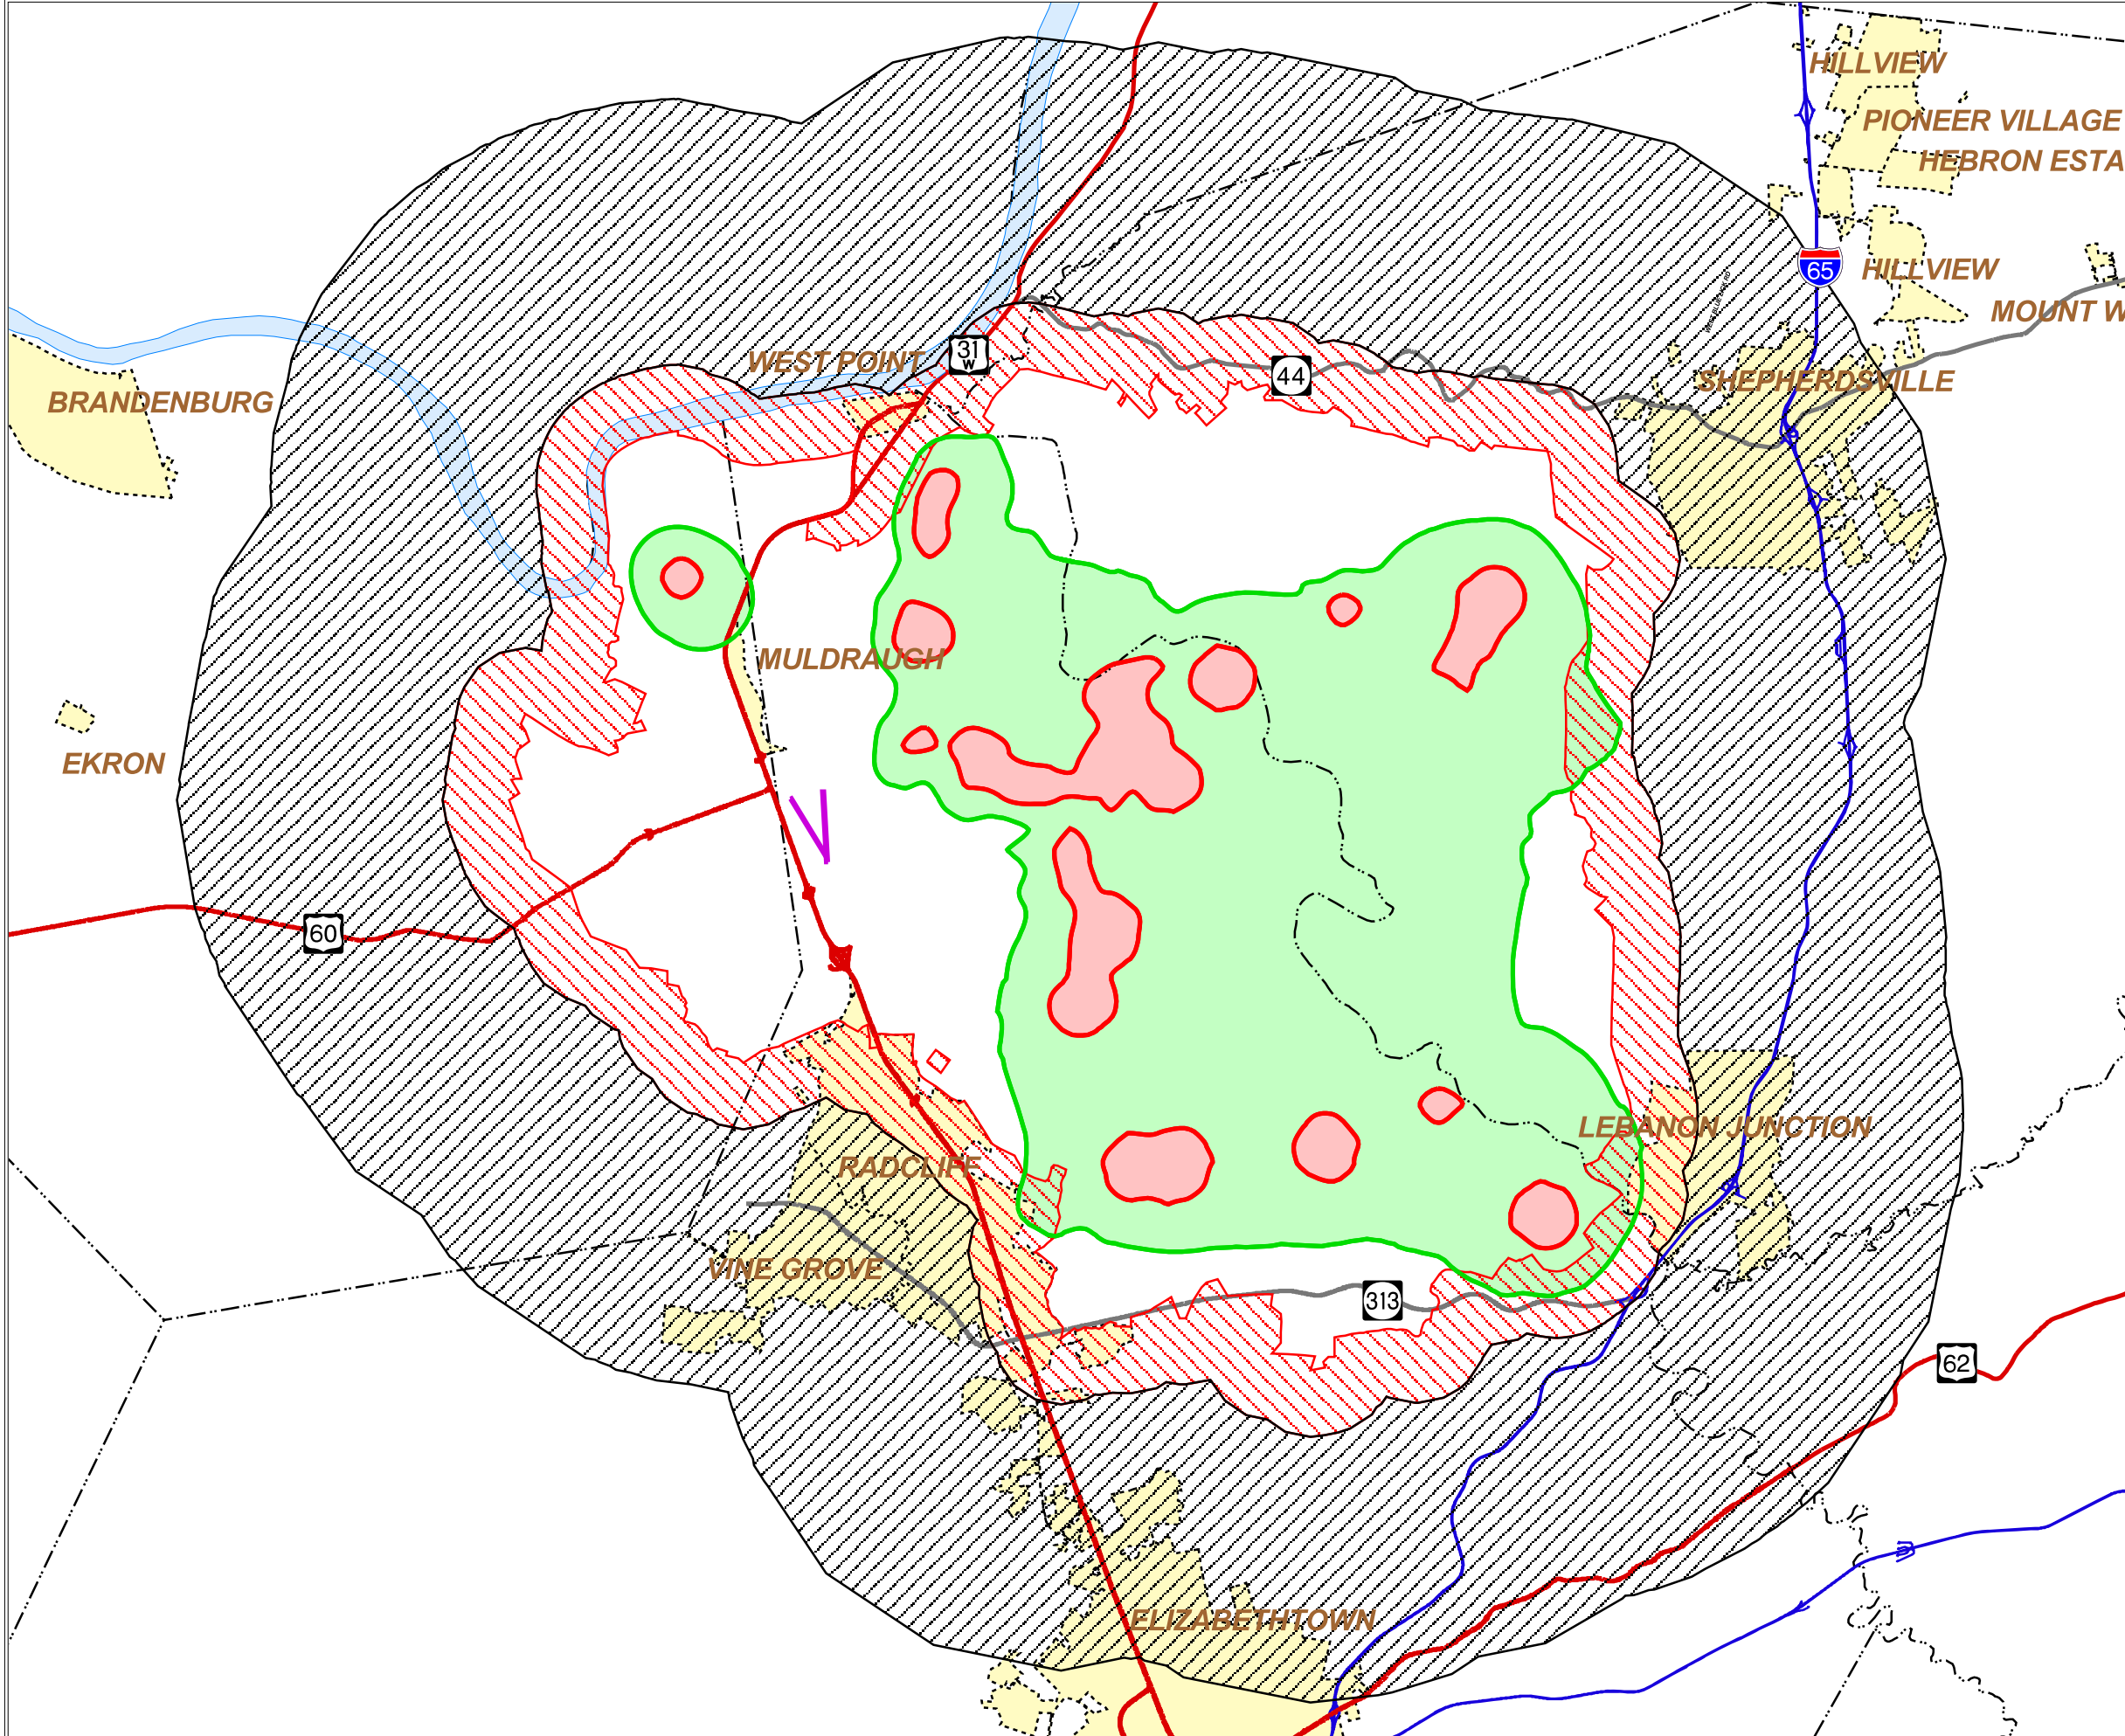 HILLVIEW
PIONEER VILLAGE
HEBRON ESTA
65
HILLVIEW
MOUNT W
31
W
WEST POINT
44
SHEPHERDSVILLE
BRANDENBURG
MULDRAUGH
EKRON
60
LEBANON JUNCTION
RADCLIFF
VINE GROVE
313
62
ELIZABETHTOWN